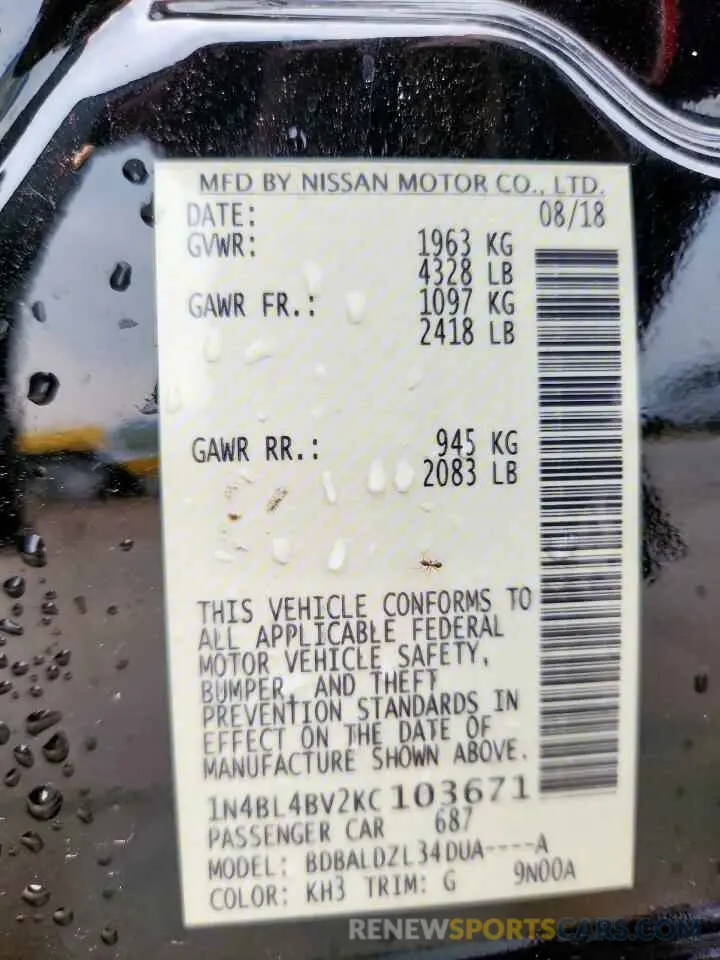 MFD BY NISSAN MOTOR CO., LTD.
DATE: 08/18
GVWR: 1963 KG
4328 LB
GAWR FR.: 1097 KG
2418 LB
GAWR RR.: 945 KG
2083 LB
THIS VEHICLE CONFORMS TO
ALL APPLICABLE FEDERAL
MOTOR VEHICLE SAFETY,
BUMPER, AND THEFT
PREVENTION STANDARDS IN
EFFECT ON THE DATE OF
MANUFACTURE SHOWN ABOVE.
1N4BL4BV2KC103671
PASSENGER CAR 687
MODEL: BDBALDZL34DUA----A
COLOR: KH3 TRIM: G 9N00A
RENEWSPORTSCARS.COM